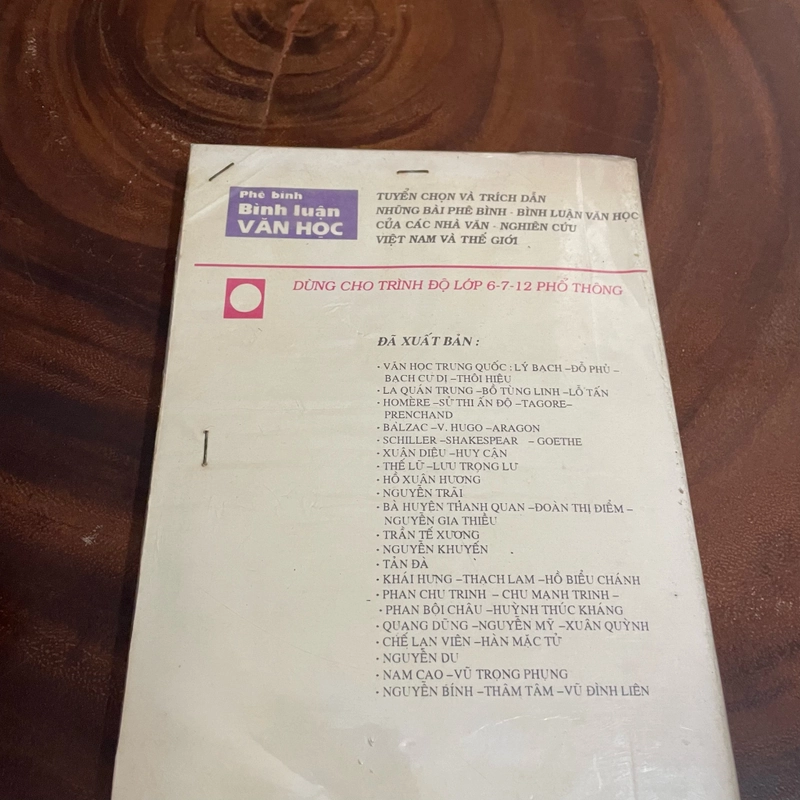 Phê bình
Bình luận
VĂN HỌC
TUYỂN CHỌN VÀ TRÍCH DẪN
NHỮNG BÀI PHÊ BÌNH - BÌNH LUẬN VĂN HỌC
CỦA CÁC NHÀ VĂN - NGHIÊN CỨU
VIỆT NAM VÀ THẾ GIỚI
DÙNG CHO TRÌNH ĐỘ LỚP 6-7-12 PHỔ THÔNG
ĐÃ XUẤT BẢN :
• VĂN HỌC TRUNG QUỐC : LÝ BẠCH – ĐỖ PHỦ –
BẠCH CƯ DỊ – THÔI HIỆU
• LA QUÁN TRUNG – BỒ TÙNG LINH – LỖ TẤN
• HOMÈRE – SỬ THI ẤN ĐỘ – TAGORE –
PRENCHAND
• BALZAC – V. HUGO – ARAGON
• SCHILLER – SHAKESPEAR – GOETHE
• XUÂN DIỆU – HUY CẬN
• THẾ LỮ – LƯU TRỌNG LƯ
• HỒ XUÂN HƯƠNG
• NGUYỄN TRÃI
• BÀ HUYỆN THANH QUAN – ĐOÀN THỊ ĐIỂM –
NGUYỄN GIA THIỀU
• TRẦN TẾ XƯƠNG
• NGUYỄN KHUYẾN
• TẢN ĐÀ
• KHÁI HƯNG – THẠCH LAM – HỒ BIỂU CHÁNH
• PHAN CHU TRINH – CHU MẠNH TRINH –
• PHAN BỘI CHÂU – HUỲNH THÚC KHÁNG
• QUANG DŨNG – NGUYỄN MỸ – XUÂN QUỲNH
• CHẾ LAN VIÊN – HÀN MẶC TỬ
• NGUYỄN DU
• NAM CAO – VŨ TRỌNG PHỤNG
• NGUYỄN BÍNH – THÂM TÂM – VŨ ĐÌNH LIÊN